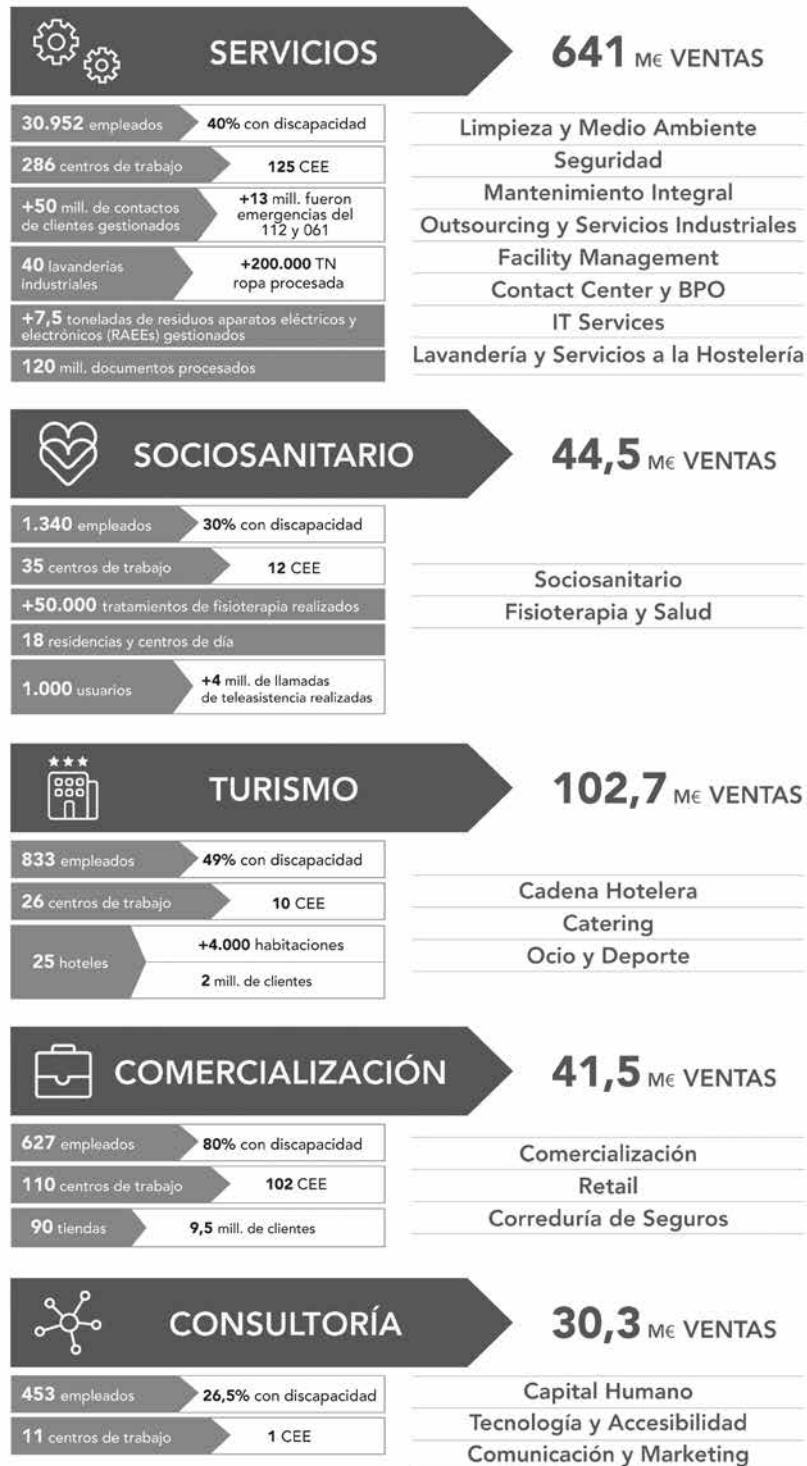 SERVICIOS
641 M€ VENTAS
30.952 empleados
40% con discapacidad
286 centros de trabajo
125 CEE
+50 mill. de contactos
de clientes gestionados
+13 mill. fueron
emergencias del
112 y 061
40 lavanderías
industriales
+200.000 TN
ropa procesada
+7,5 toneladas de residuos aparatos eléctricos y
electrónicos (RAEEs) gestionados
120 mill. documentos procesados
Limpieza y Medio Ambiente
Seguridad
Mantenimiento Integral
Outsourcing y Servicios Industriales
Facility Management
Contact Center y BPO
IT Services
Lavandería y Servicios a la Hostelería
SOCIOSANITARIO
44,5 M€ VENTAS
1.340 empleados
30% con discapacidad
35 centros de trabajo
12 CEE
+50.000 tratamientos de fisioterapia realizados
18 residencias y centros de día
1.000 usuarios
+4 mill. de llamadas
de teleasistencia realizadas
Sociosanitario
Fisioterapia y Salud
TURISMO
102,7 M€ VENTAS
833 empleados
49% con discapacidad
26 centros de trabajo
10 CEE
25 hoteles
+4.000 habitaciones
2 mill. de clientes
Cadena Hotelera
Catering
Ocio y Deporte
COMERCIALIZACIÓN
41,5 M€ VENTAS
627 empleados
80% con discapacidad
110 centros de trabajo
102 CEE
90 tiendas
9,5 mill. de clientes
Comercialización
Retail
Correduría de Seguros
CONSULTORÍA
30,3 M€ VENTAS
453 empleados
26,5% con discapacidad
11 centros de trabajo
1 CEE
Capital Humano
Tecnología y Accesibilidad
Comunicación y Marketing